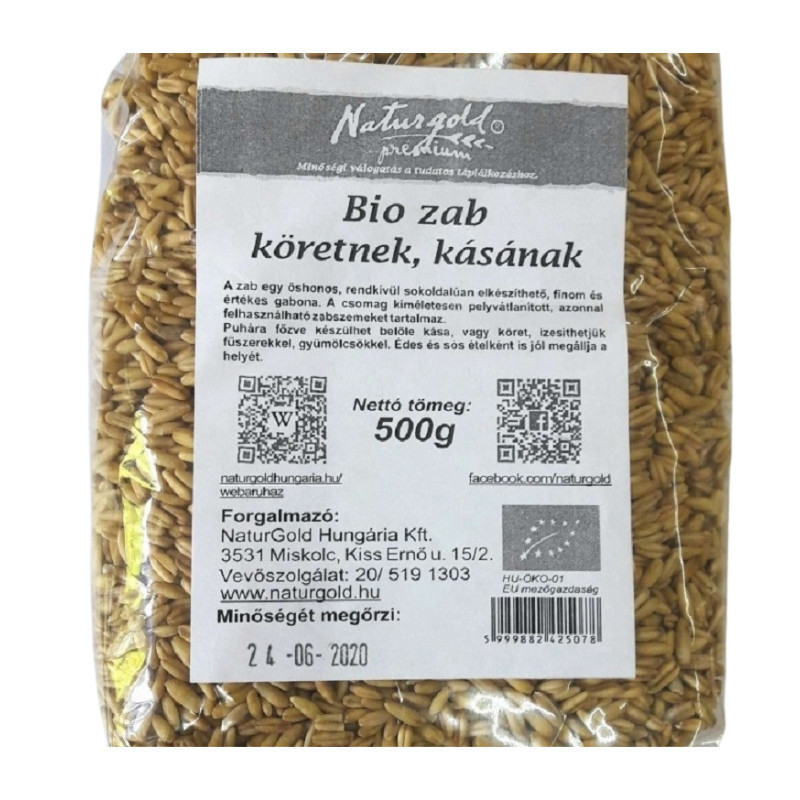 Naturgold®
prémium
Minőségi válogatás a tudatos táplálkozáshoz.
Bio zab
köretnek, kásának
A zab egy őshonos, rendkívül sokoldalúan elkészíthető, finom és
értékes gabona. A csomag kíméletesen pelyvátlanított, azonnal
felhasználható zabszemeket tartalmaz.
Puhára főzve készülhet belőle kása, vagy köret, ízesíthetjük
fűszerekkel, gyümölcsökkel. Édes és sós ételként is jól megállja a
helyét.
W
Nettó tömeg:
500g
f
naturgoldhungaria.hu/
webaruhaz
facebook.com/naturgold
Forgalmazó:
NaturGold Hungária Kft.
3531 Miskolc, Kiss Ernő u. 15/2.
Vevőszolgálat: 20/ 519 1303
www.naturgold.hu
HU-ÖKO-01
EU mezőgazdaság
Minőségét megőrzi:
24 -06- 2020
5 999882 425078